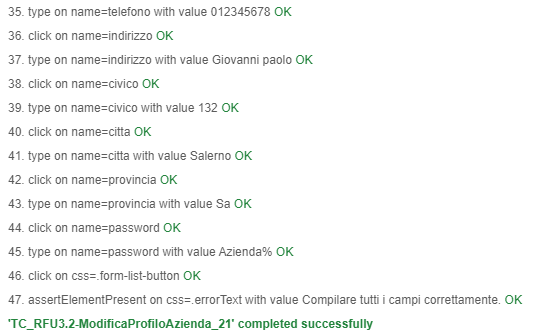 35. type on name=telefono with value 012345678 OK
36. click on name=indirizzo OK
37. type on name=indirizzo with value Giovanni paolo OK
38. click on name=civico OK
39. type on name=civico with value 132 OK
40. click on name=citta OK
41. type on name=citta with value Salerno OK
42. click on name=provincia OK
43. type on name=provincia with value Sa OK
44. click on name=password OK
45. type on name=password with value Azienda% OK
46. click on css=.form-list-button OK
47. assertElementPresent on css=.errorText with value Compilare tutti i campi correttamente. OK
'TC_RFU3.2-ModificaProfiloAzienda_21' completed successfully